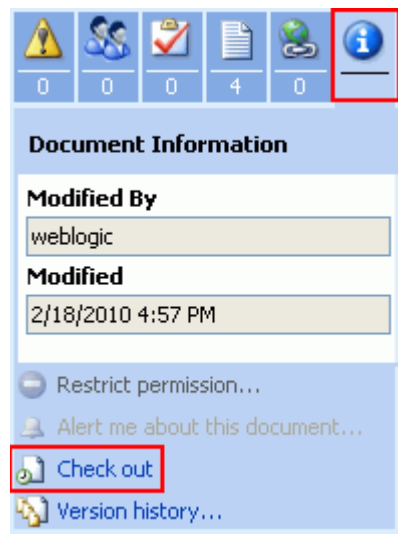 0 0 0 4 0
Document Information
Modified By
weblogic
Modified
2/18/2010 4:57 PM
Restrict permission...
Alert me about this document...
Check out
Version history...